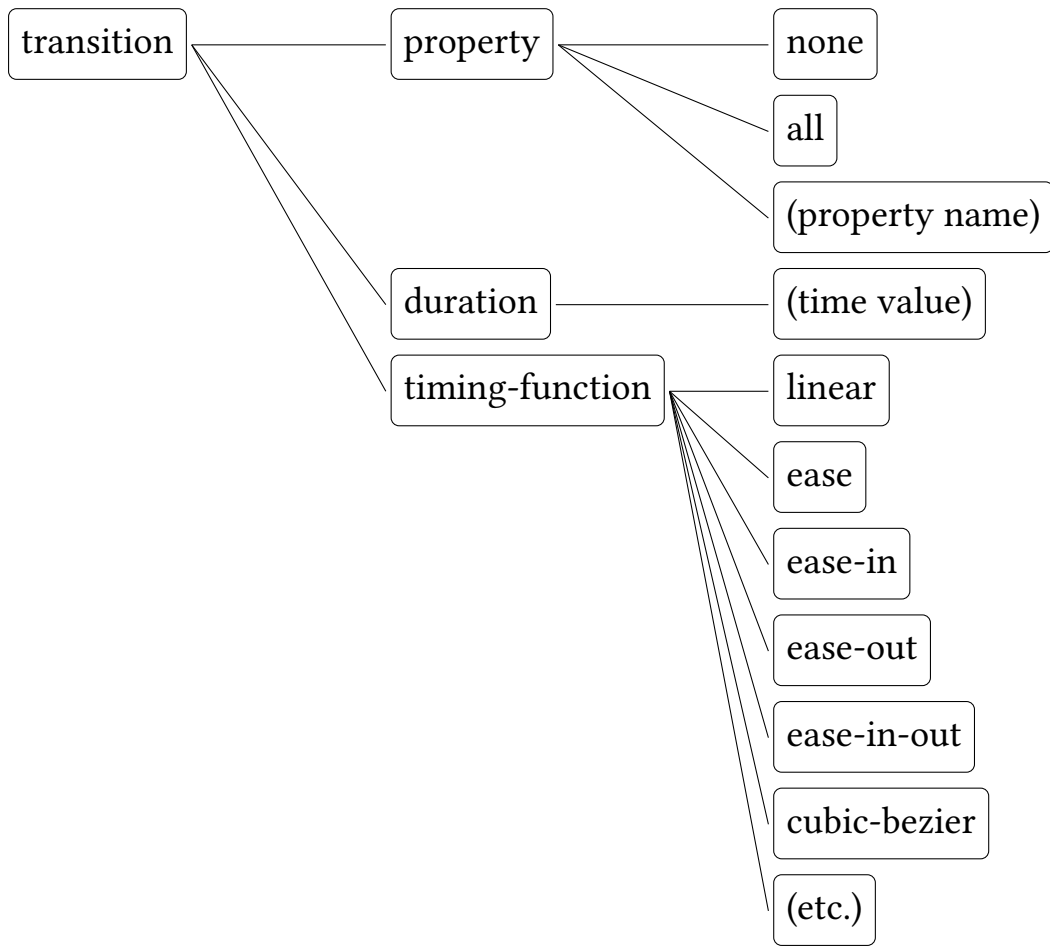 transition
property
none
all
(property name)
duration
(time value)
timing-function
linear
ease
ease-in
ease-out
ease-in-out
cubic-bezier
(etc.)